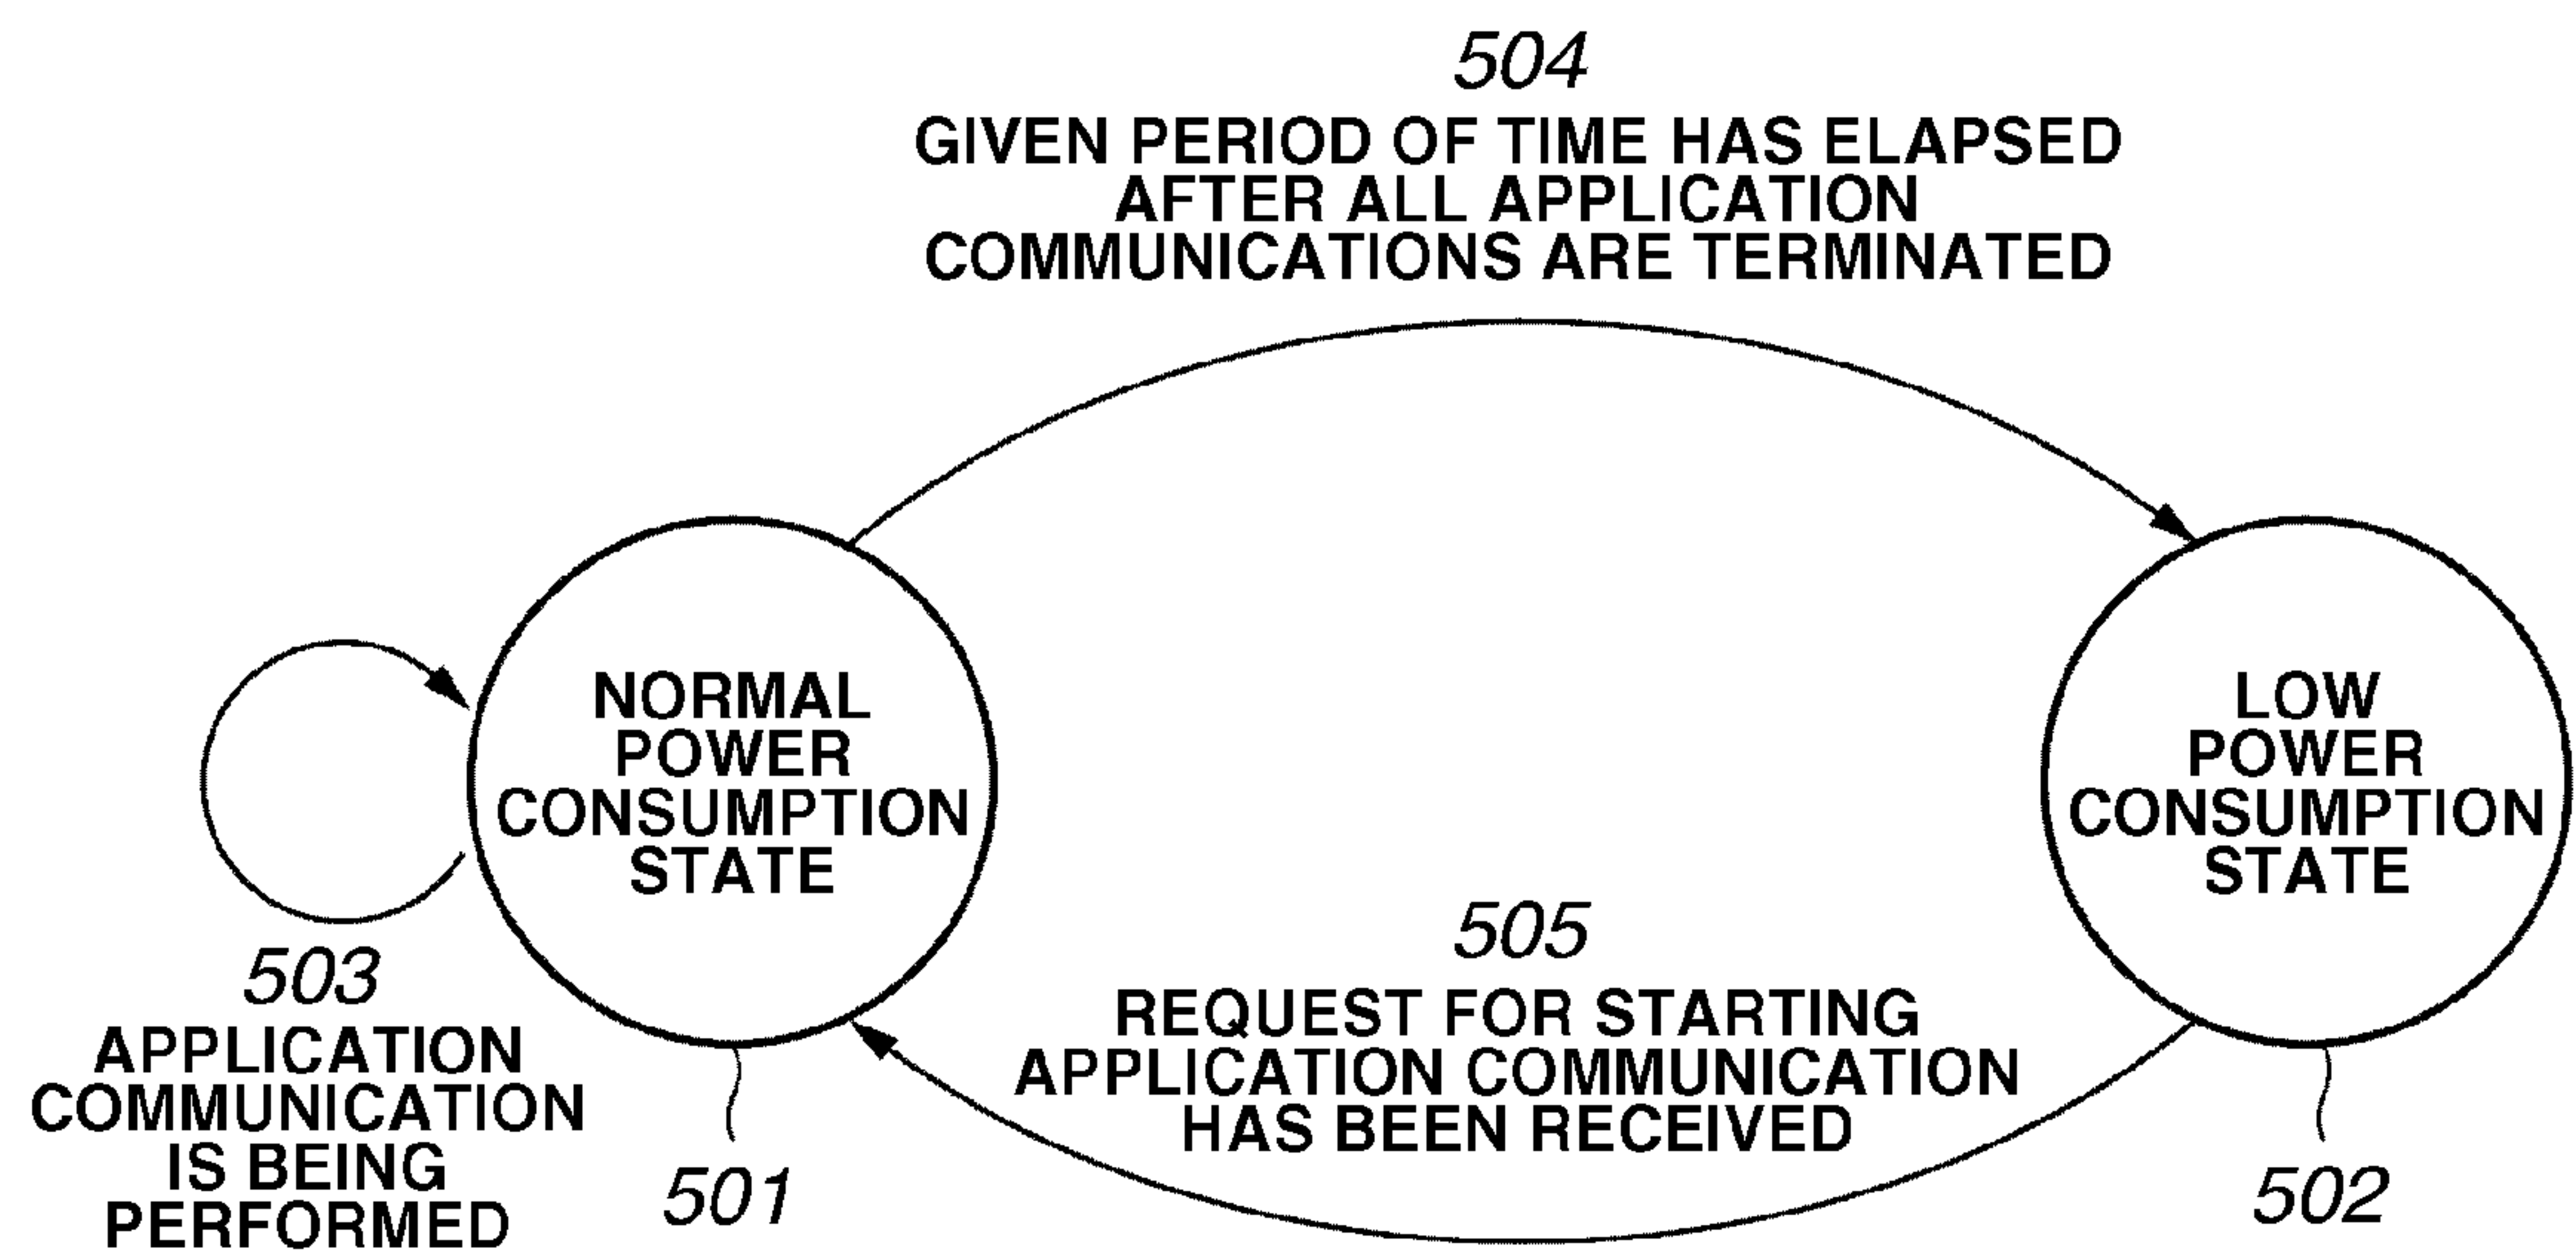 504
GIVEN PERIOD OF TIME HAS ELAPSED
AFTER ALL APPLICATION
COMMUNICATIONS ARE TERMINATED
NORMAL
POWER
CONSUMPTION
STATE
LOW
POWER
CONSUMPTION
STATE
503
APPLICATION
COMMUNICATION
IS BEING
PERFORMED
501
505
REQUEST FOR STARTING
APPLICATION COMMUNICATION
HAS BEEN RECEIVED
502